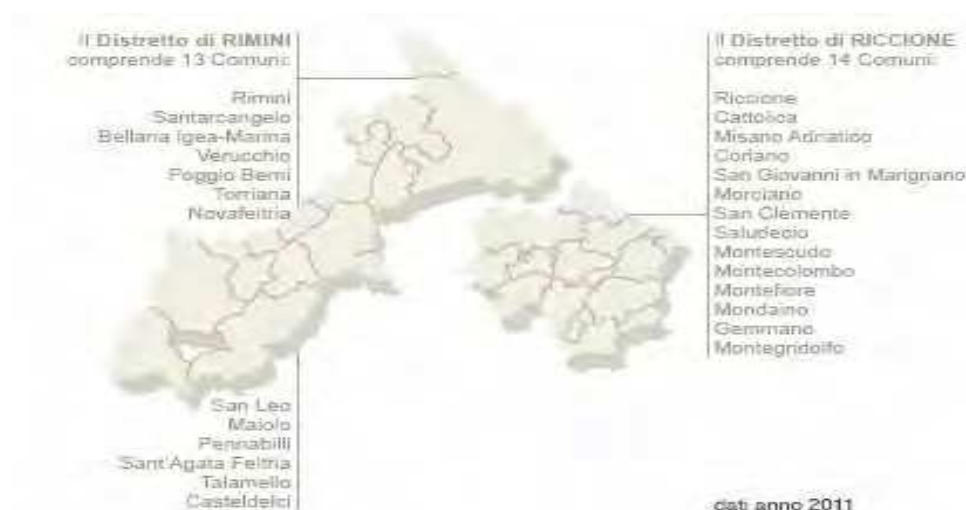 Il Distretto di RIMINI
comprende 13 Comuni:
Rimini
Santarcangelo
Bellaria Igea-Marina
Verucchio
Poggio Berni
Torriana
Novafeltria
San Leo
Maiolo
Pennabilli
Sant'Agata Feltria
Talamello
Casteldelci
Il Distretto di RICCIONE
comprende 14 Comuni:
Riccione
Cattolica
Misano Adriatico
Coriano
San Giovanni in Marignano
Morciano
San Clemente
Saludecio
Montescudo
Montecolombo
Montefiore
Mondaino
Gemmano
Montegridolfo
dati anno 2011